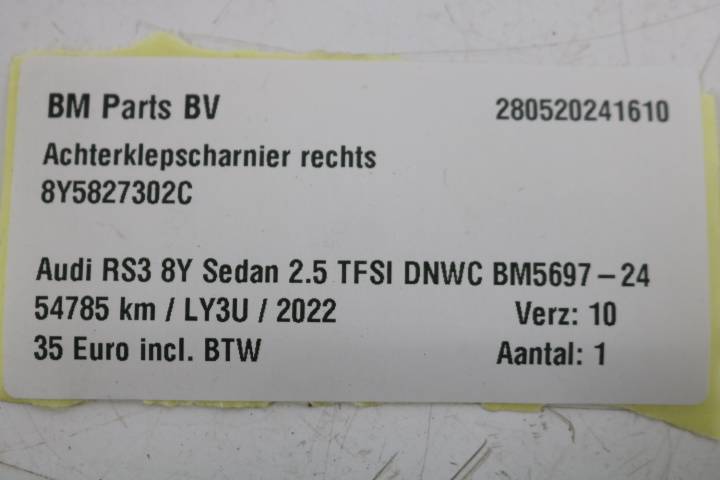 BM Parts BV 280520241610
Achterklepscharnier rechts
8Y5827302C
Audi RS3 8Y Sedan 2.5 TFSI DNWC BM5697-24
54785 km / LY3U / 2022 Verz: 10
35 Euro incl. BTW Aantal: 1